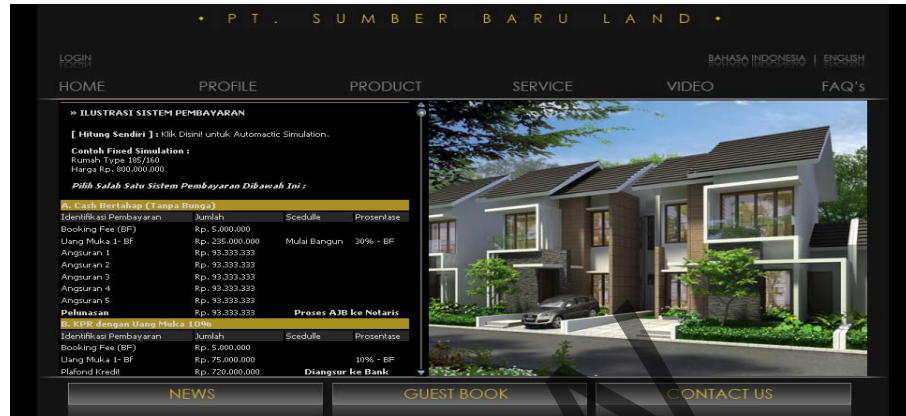 • PT. SUMBER BARU LAND •
LOGIN
BAHASA INDONESIA | ENGLISH
HOME PROFILE PRODUCT SERVICE VIDEO FAQ's
» ILUSTRASI SISTEM PEMBAYARAN
[ Hitung Sendiri ] : Klik Disini! untuk Automactic Simulation.
Contoh Fixed Simulation :
Rumah Type 185/160
Harga Rp. 800.000.000
Pilih Salah Satu Sistem Pembayaran Dibawah Ini :
A. Cash Bertahap (Tanpa Bunga)
Identifikasi Pembayaran Jumlah Scedulle Prosentase
Booking Fee (BF) Rp. 5.000.000
Uang Muka 1- BF Rp. 235.000.000 Mulai Bangun 30% - BF
Angsuran 1 Rp. 93.333.333
Angsuran 2 Rp. 93.333.333
Angsuran 3 Rp. 93.333.333
Angsuran 4 Rp. 93.333.333
Angsuran 5 Rp. 93.333.333
Pelunasan Rp. 93.333.333 Proses AJB ke Notaris
B. KPR dengan Uang Muka 10%
Identifikasi Pembayaran Jumlah Scedulle Prosentase
Booking Fee (BF) Rp. 5.000.000
Uang Muka 1- BF Rp. 75.000.000 10% - BF
Plafond Kredit Rp. 720.000.000 Diangsur ke Bank
NEWS GUEST BOOK CONTACT US